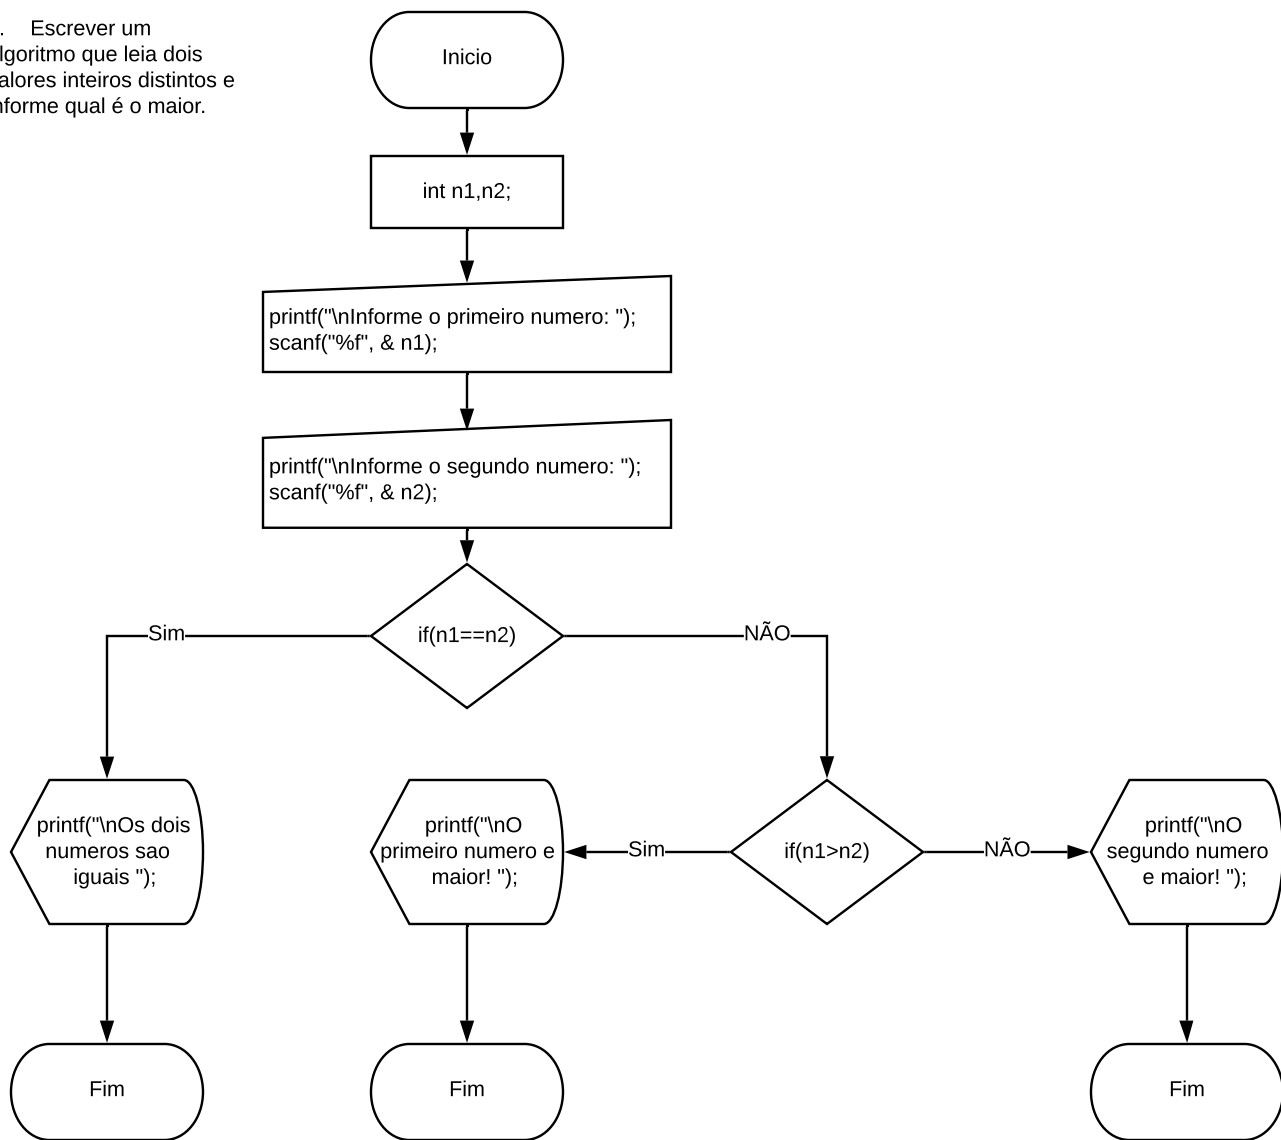 . Escrever um
lgoritmo que leia dois
alores inteiros distintos e
nforme qual é o maior.
Inicio
int n1,n2;
printf("\nInforme o primeiro numero: ");
scanf("%f", & n1);
printf("\nInforme o segundo numero: ");
scanf("%f", & n2);
if(n1==n2)
Sim
NÃO
printf("\nOs dois
numeros sao
iguais ");
printf("\nO
primeiro numero e
maior! ");
Sim
if(n1>n2)
NÃO
printf("\nO
segundo numero
e maior! ");
Fim
Fim
Fim